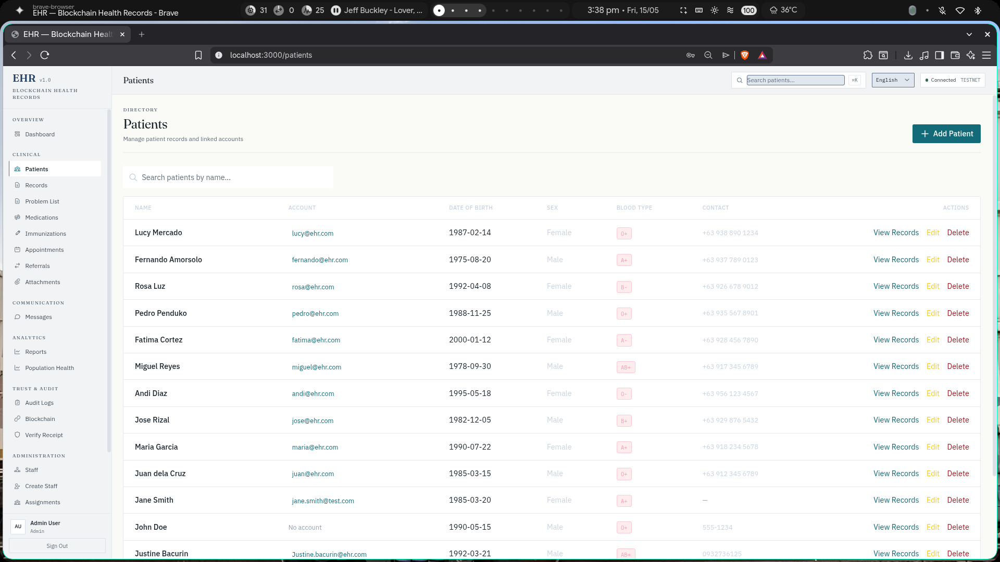 brave-browser
EHR — Blockchain Health Records - Brave
31 0 25 Jeff Buckley - Lover, ... 3:38 pm • Fri, 15/05 100 36°C
EHR — Blockchain Heal
localhost:3000/patients
EHR v1.0
BLOCKCHAIN HEALTH
RECORDS
OVERVIEW
Dashboard
CLINICAL
Patients
Records
Problem List
Medications
Immunizations
Appointments
Referrals
Attachments
COMMUNICATION
Messages
ANALYTICS
Reports
Population Health
TRUST & AUDIT
Audit Logs
Blockchain
Verify Receipt
ADMINISTRATION
Staff
Create Staff
Assignments
AU Admin User
Admin
Sign Out
Patients
Search patients... ⌘K English Connected TESTNET
DIRECTORY
Patients
Manage patient records and linked accounts
+ Add Patient
Search patients by name...
NAME ACCOUNT DATE OF BIRTH SEX BLOOD TYPE CONTACT ACTIONS
Lucy Mercado lucy@ehr.com 1987-02-14 Female O+ +63 938 890 1234 View Records Edit Delete
Fernando Amorsolo fernando@ehr.com 1975-08-20 Male A+ +63 937 789 0123 View Records Edit Delete
Rosa Luz rosa@ehr.com 1992-04-08 Female B- +63 926 678 9012 View Records Edit Delete
Pedro Penduko pedro@ehr.com 1988-11-25 Male O+ +63 935 567 8901 View Records Edit Delete
Fatima Cortez fatima@ehr.com 2000-01-12 Female A- +63 928 456 7890 View Records Edit Delete
Miguel Reyes miguel@ehr.com 1978-09-30 Male AB+ +63 917 345 6789 View Records Edit Delete
Andi Diaz andi@ehr.com 1995-05-18 Female O- +63 956 123 4567 View Records Edit Delete
Jose Rizal jose@ehr.com 1982-12-05 Male B+ +63 929 876 5432 View Records Edit Delete
Maria Garcia maria@ehr.com 1990-07-22 Female A+ +63 918 234 5678 View Records Edit Delete
Juan dela Cruz juan@ehr.com 1985-03-15 Male O+ +63 912 345 6789 View Records Edit Delete
Jane Smith jane.smith@test.com 1985-03-20 Female A+ — View Records Edit Delete
John Doe No account 1990-05-15 Male O+ 555-1234 View Records Edit Delete
Justine Bacurin Justine.bacurin@ehr.com 1992-03-21 Male AB+ 0932736125 View Records Edit Delete